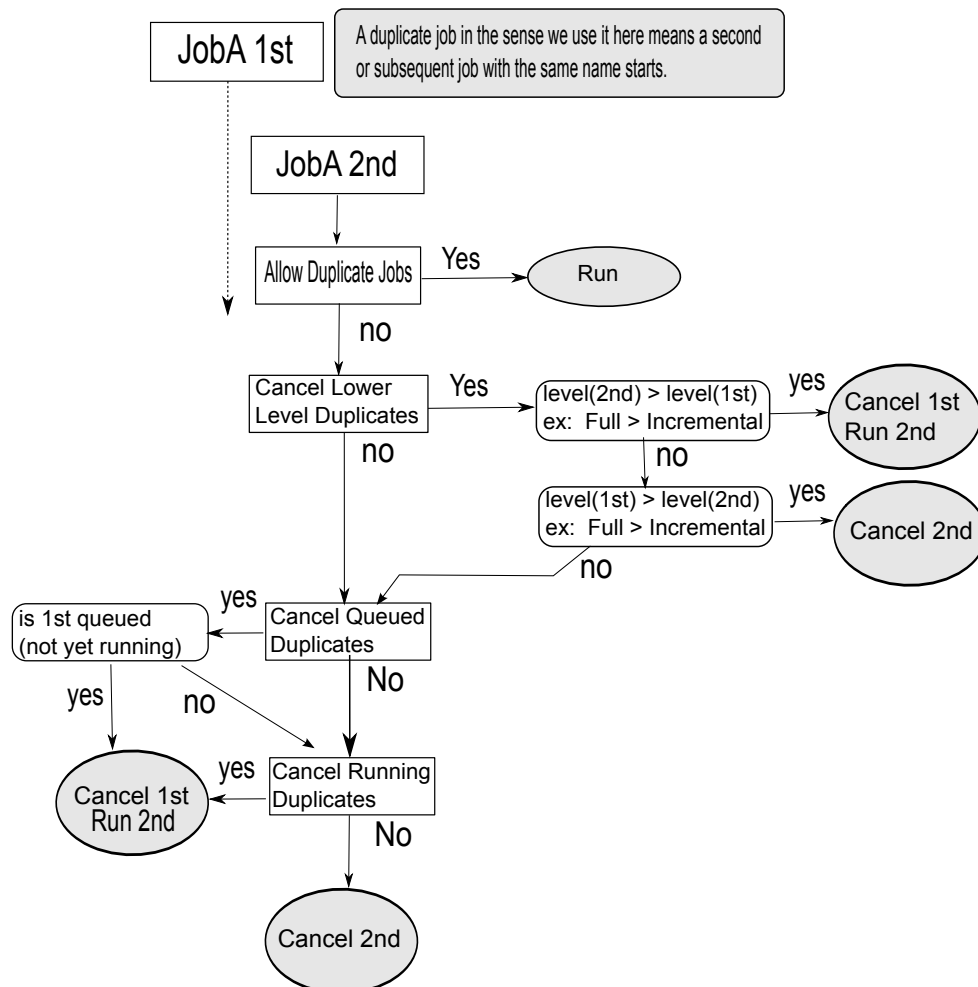 JobA 1st
A duplicate job in the sense we use it here means a second
or subsequent job with the same name starts.
JobA 2nd
Allow Duplicate Jobs
Yes
Run
no
Cancel Lower
Level Duplicates
Yes
level(2nd) > level(1st)
ex:  Full > Incremental
yes
Cancel 1st
Run 2nd
no
no
level(1st) > level(2nd)
ex:  Full > Incremental
yes
Cancel 2nd
no
Cancel Queued
Duplicates
yes
is 1st queued
(not yet running)
No
yes
no
Cancel Running
Duplicates
yes
Cancel 1st
Run 2nd
No
Cancel 2nd